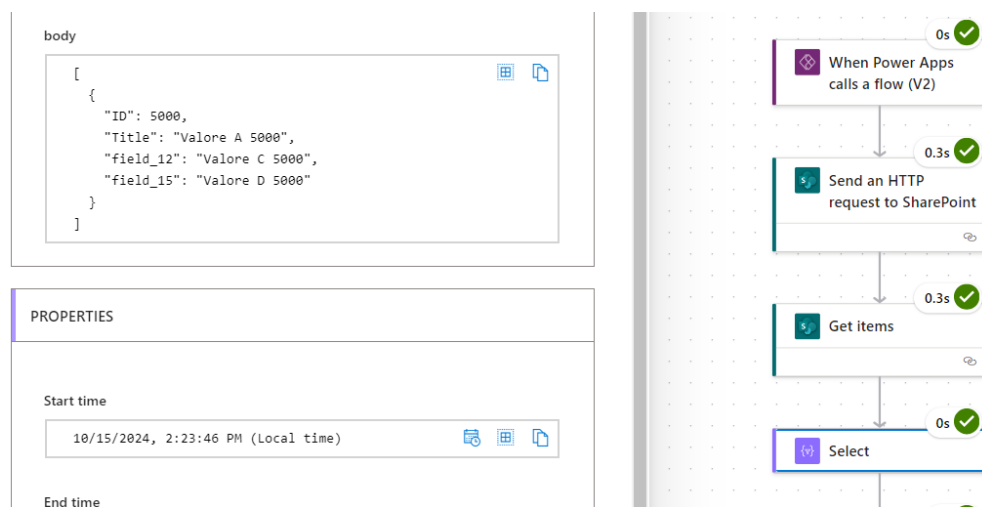 body
[
{
"ID": 5000,
"Title": "Valore A 5000",
"field_12": "Valore C 5000",
"field_15": "Valore D 5000"
}
]
PROPERTIES
Start time
10/15/2024, 2:23:46 PM (Local time)
End time
0s
When Power Apps
calls a flow (V2)
0.3s
Send an HTTP
request to SharePoint
0.3s
Get items
0s
Select